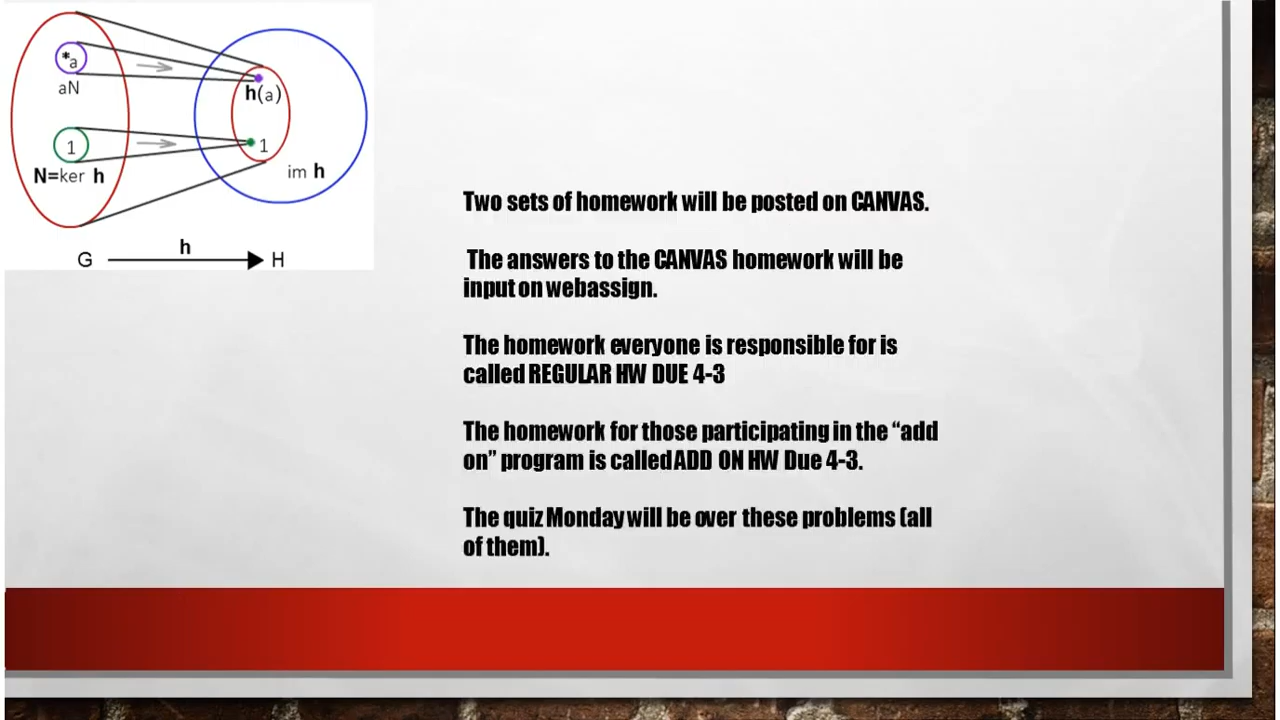 *a
aN
h(a)
1
1
N=ker h
im h
h
G
H
Two sets of homework will be posted on CANVAS.
The answers to the CANVAS homework will be
input on webassign.
The homework everyone is responsible for is
called REGULAR HW DUE 4-3
The homework for those participating in the “add
on” program is called ADD ON HW Due 4-3.
The quiz Monday will be over these problems (all
of them).